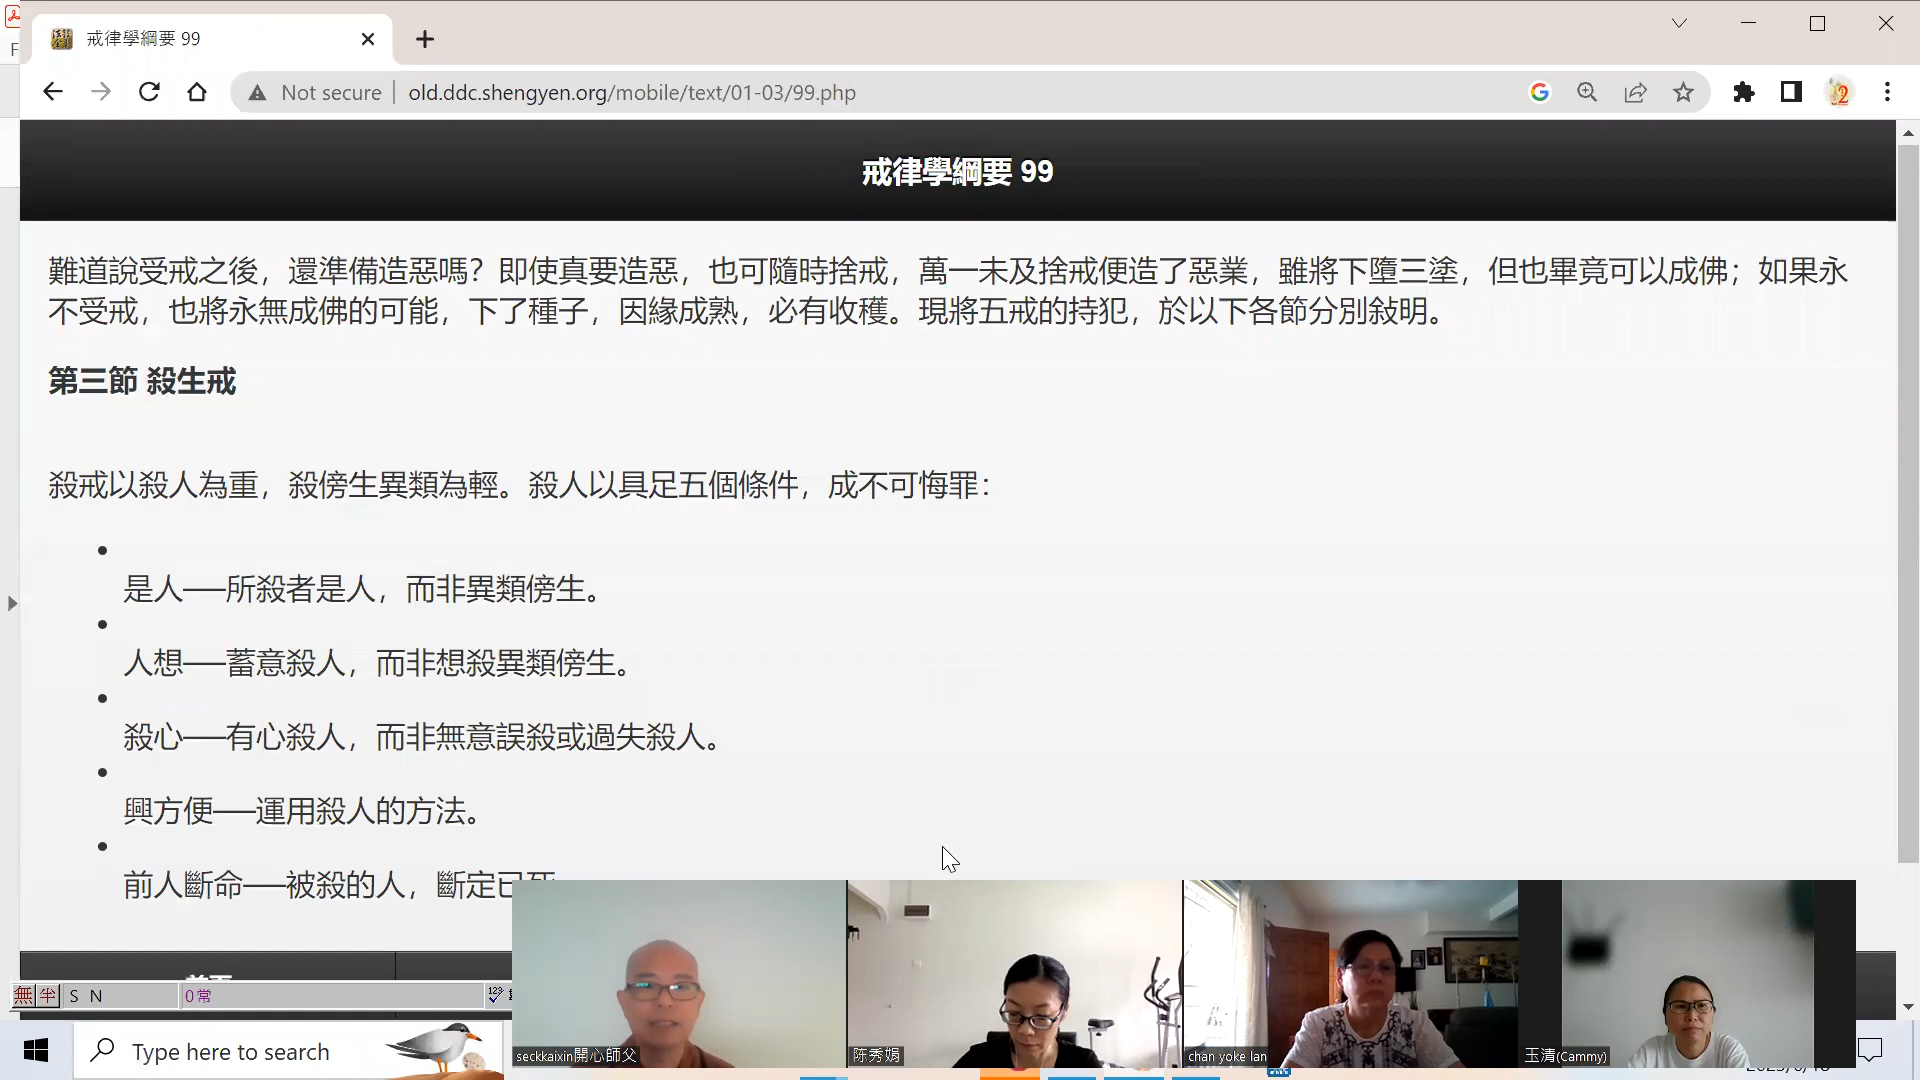 戒律學綱要 99
F
Not secure
old.ddc.shengyen.org/mobile/text/01-03/99.php
戒律學綱要 99
難道說受戒之後，還準備造惡嗎？即使真要造惡，也可隨時捨戒，萬一未及捨戒便造了惡業，雖將下墮三塗，但也畢竟可以成佛；如果永
不受戒，也將永無成佛的可能，下了種子，因緣成熟，必有收穫。現將五戒的持犯，於以下各節分別敍明。
第三節 殺生戒
殺戒以殺人為重，殺傍生異類為輕。殺人以具足五個條件，成不可悔罪：
是人──所殺者是人，而非異類傍生。
人想──蓄意殺人，而非想殺異類傍生。
殺心──有心殺人，而非無意誤殺或過失殺人。
興方便──運用殺人的方法。
前人斷命──被殺的人，斷定已死
無 半 S N 0常 123
Type here to search
seckkaixin開心師父
陈秀娟
chan yoke lan
玉清(Cammy)